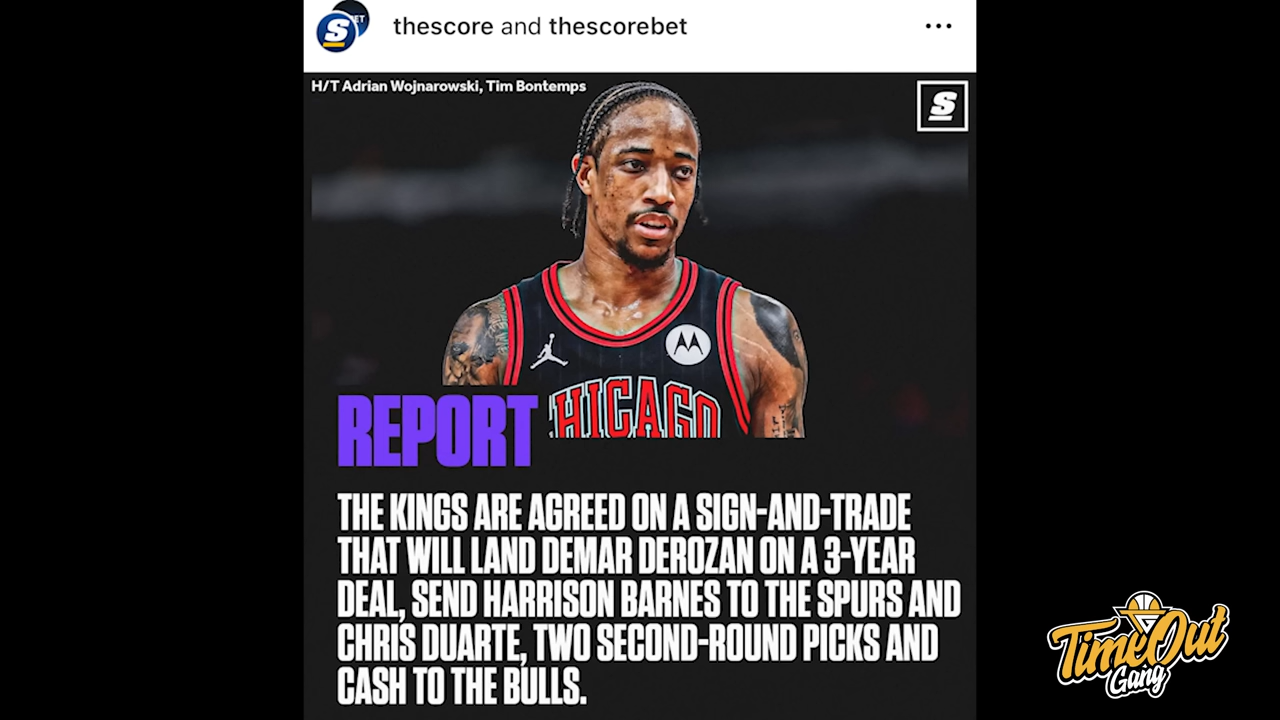 BET
S
thescore and thescorebet
H/T Adrian Wojnarowski, Tim Bontemps
S
CHICAGO
REPORT
THE KINGS ARE AGREED ON A SIGN-AND-TRADE
THAT WILL LAND DEMAR DEROZAN ON A 3-YEAR
DEAL, SEND HARRISON BARNES TO THE SPURS AND
CHRIS DUARTE, TWO SECOND-ROUND PICKS AND
CASH TO THE BULLS.
TimeOut
Gang